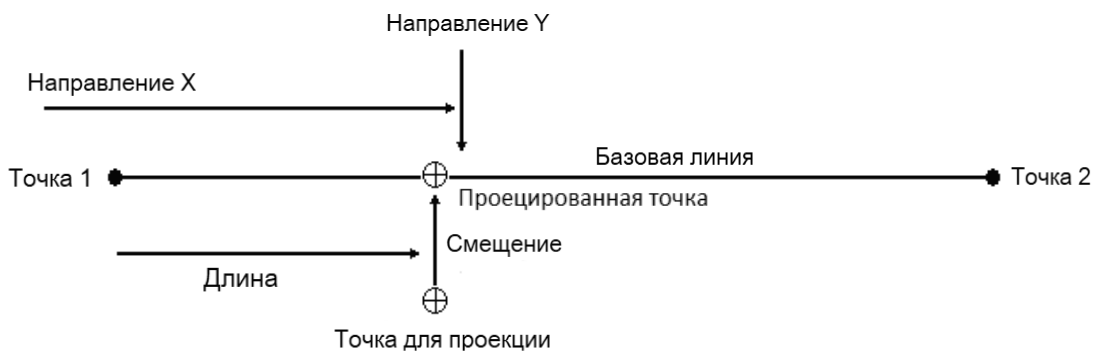 Направление Y
Направление X
Базовая линия
Точка 1
Точка 2
Проецированная точка
Смещение
Длина
Точка для проекции